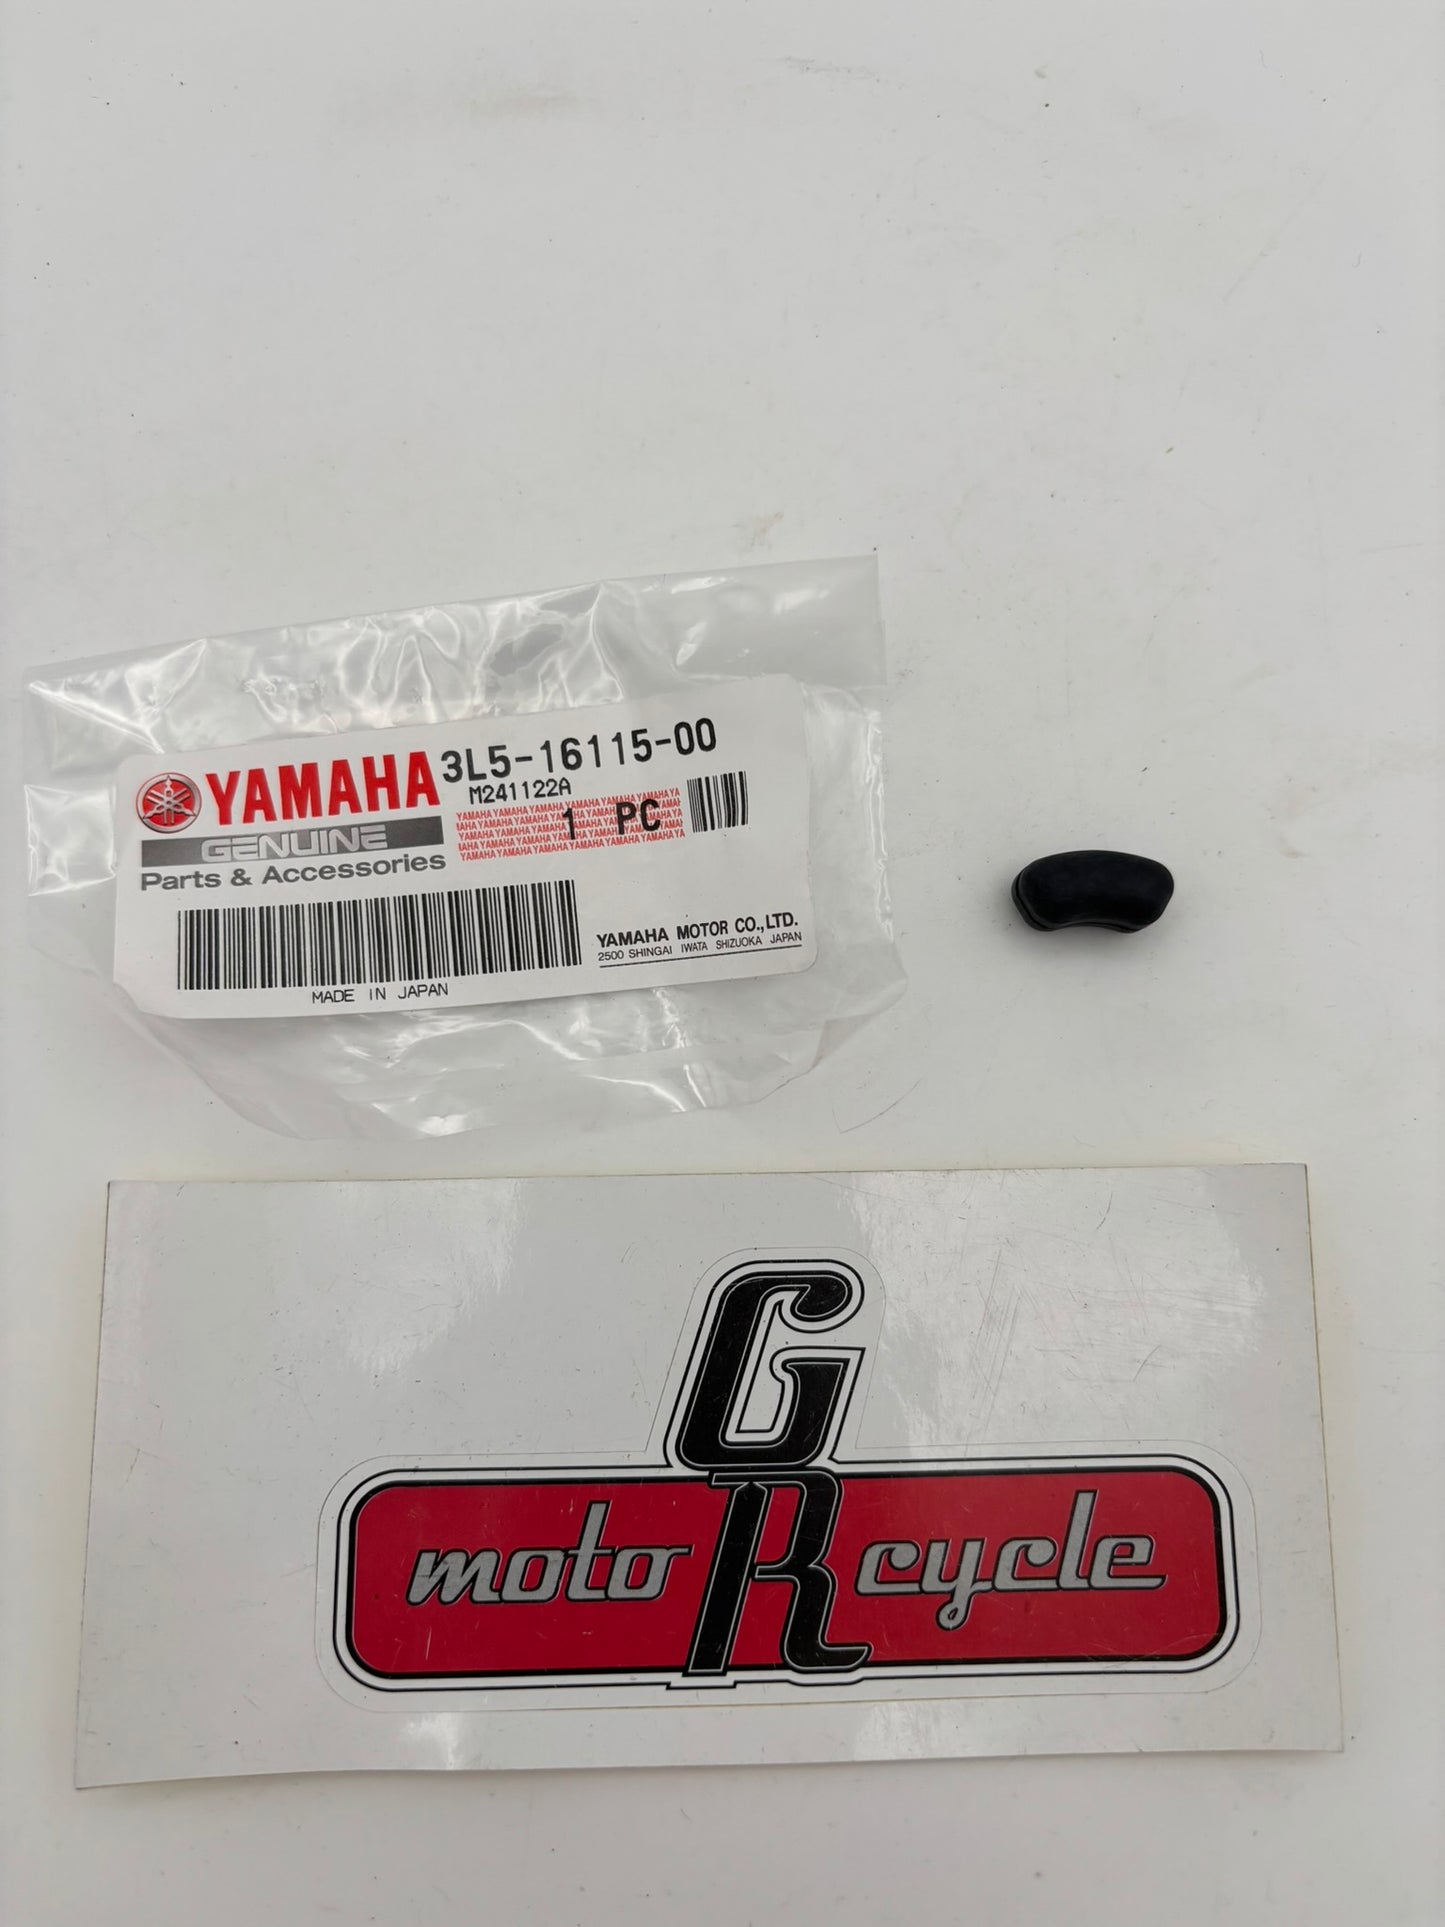 YAMAHA 3L5-16115-00
M241122A
GENUINE
1 PC
Parts & Accessories
YAMAHA MOTOR CO.,LTD.
2500 SHINGAI IWATA SHIZUOKA JAPAN
MADE IN JAPAN
G
moto R cycle